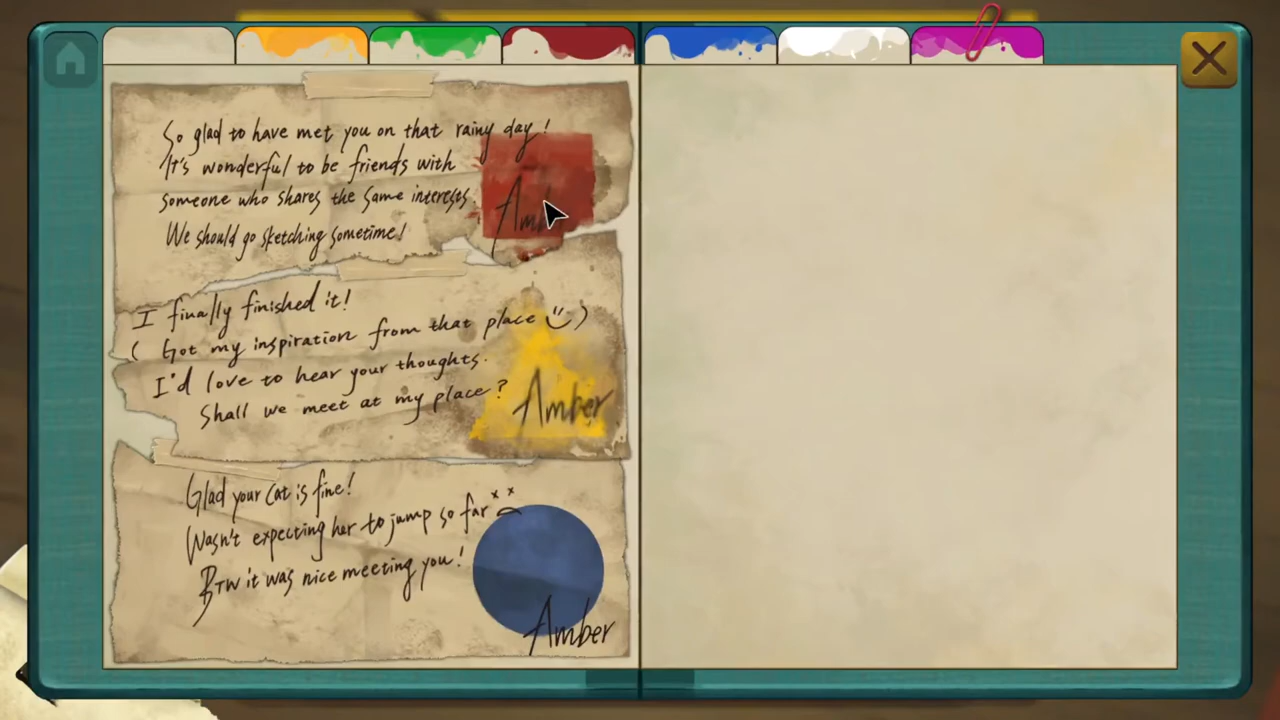 So glad to have met you on that rainy day!
It's wonderful to be friends with
someone who shares the same interests.
We should go sketching sometime!
Amber
I finally finished it!
( Got my inspiration from that place :) )
I'd love to hear your thoughts.
Shall we meet at my place?
Amber
Glad your cat is fine!
Wasn't expecting her to jump so far
BTW it was nice meeting you!
Amber